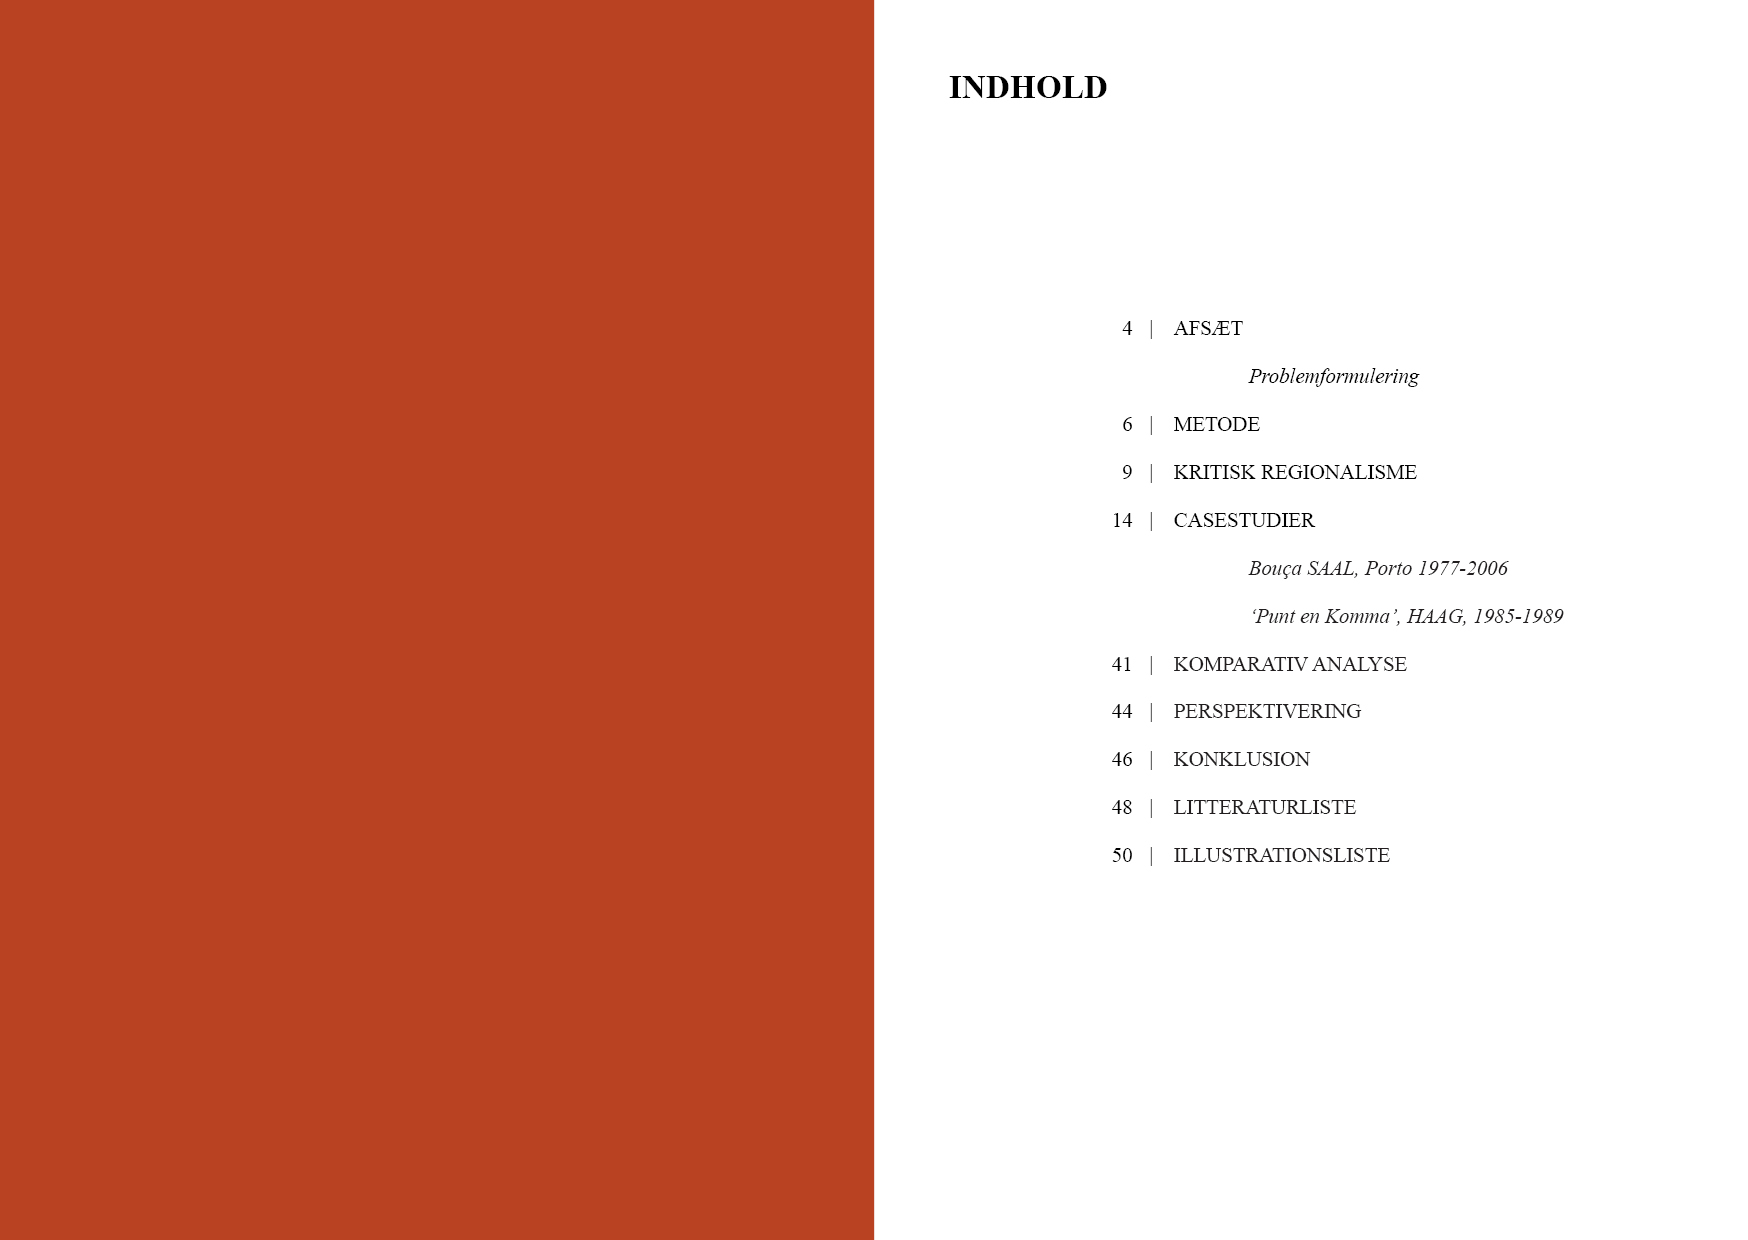 INDHOLD
4 | AFSÆT
Problemformulering
6 | METODE
9 | KRITISK REGIONALISME
14 | CASESTUDIER
Bouça SAAL, Porto 1977-2006
‘Punt en Komma’, HAAG, 1985-1989
41 | KOMPARATIV ANALYSE
44 | PERSPEKTIVERING
46 | KONKLUSION
48 | LITTERATURLISTE
50 | ILLUSTRATIONSLISTE